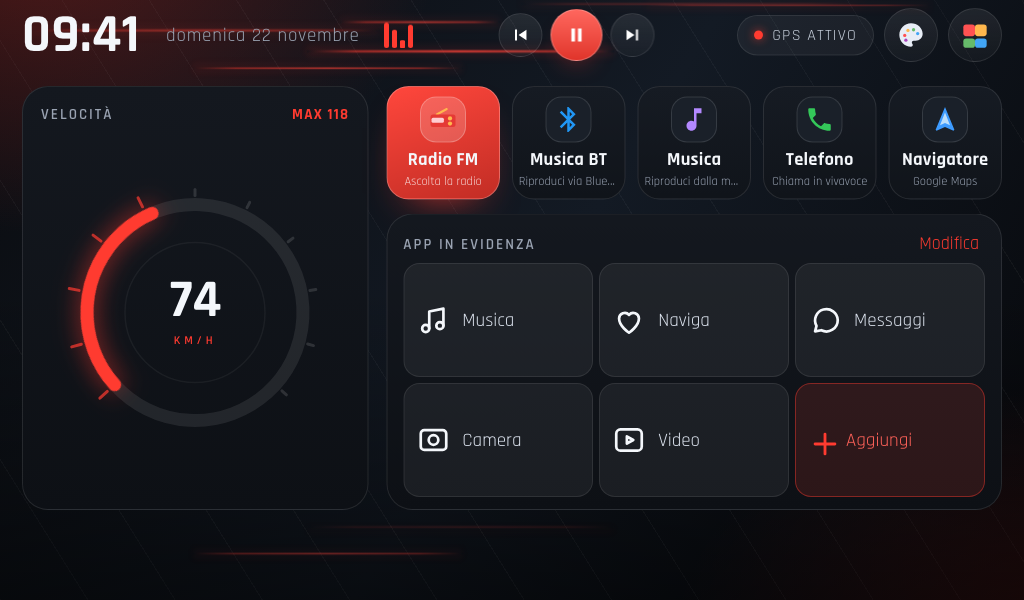 09:41
domenica 22 novembre
GPS ATTIVO
VELOCITÀ
MAX 118
74
KM/H
Radio FM
Ascolta la radio
Musica BT
Riproduci via Blue...
Musica
Riproduci dalla m...
Telefono
Chiama in vivavoce
Navigatore
Google Maps
APP IN EVIDENZA
Modifica
Musica
Naviga
Messaggi
Camera
Video
Aggiungi